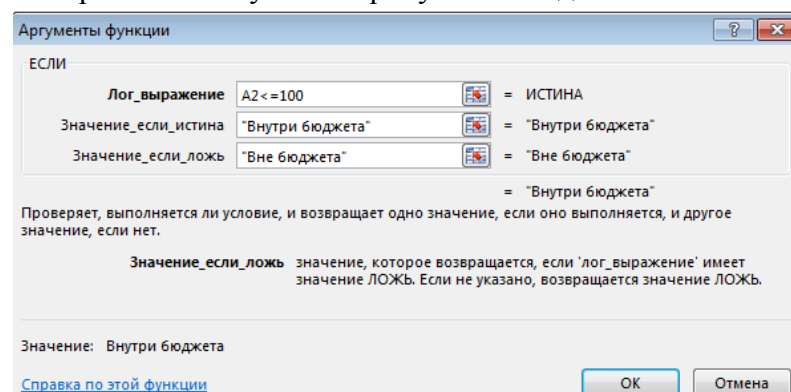 Аргументы функции
ЕСЛИ
Лог_выражение A2<=100 = ИСТИНА
Значение_если_истина "Внутри бюджета" = "Внутри бюджета"
Значение_если_ложь "Вне бюджета" = "Вне бюджета"
= "Внутри бюджета"
Проверяет, выполняется ли условие, и возвращает одно значение, если оно выполняется, и другое
значение, если нет.
Значение_если_ложь значение, которое возвращается, если 'лог_выражение' имеет
значение ЛОЖЬ. Если не указано, возвращается значение ЛОЖЬ.
Значение: Внутри бюджета
Справка по этой функции ОК Отмена